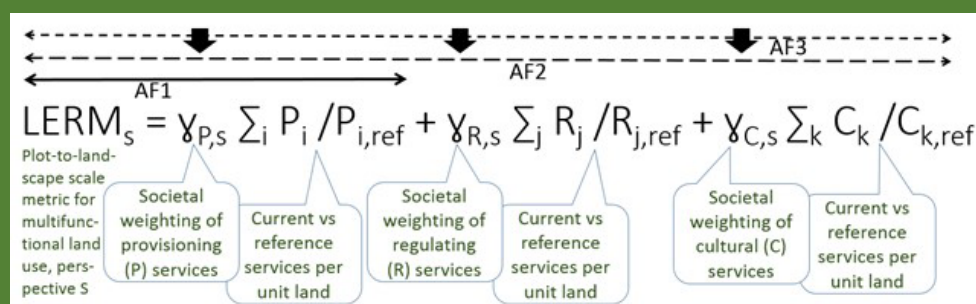 AF3
AF2
AF1
LERMs = ɣP,s ∑i Pi /Pi,ref + ɣR,s ∑j Rj /Rj,ref + ɣC,s ∑k Ck /Ck,ref
Plot-to-land-
scape scale
metric for
multifunc-
tional land
use, pers-
pective S
Societal
weighting of
provisioning
(P) services
Current vs
reference
services per
unit land
Societal
weighting of
regulating
(R) services
Current vs
reference
services per
unit land
Societal
weighting of
cultural (C)
services
Current vs
reference
services per
unit land